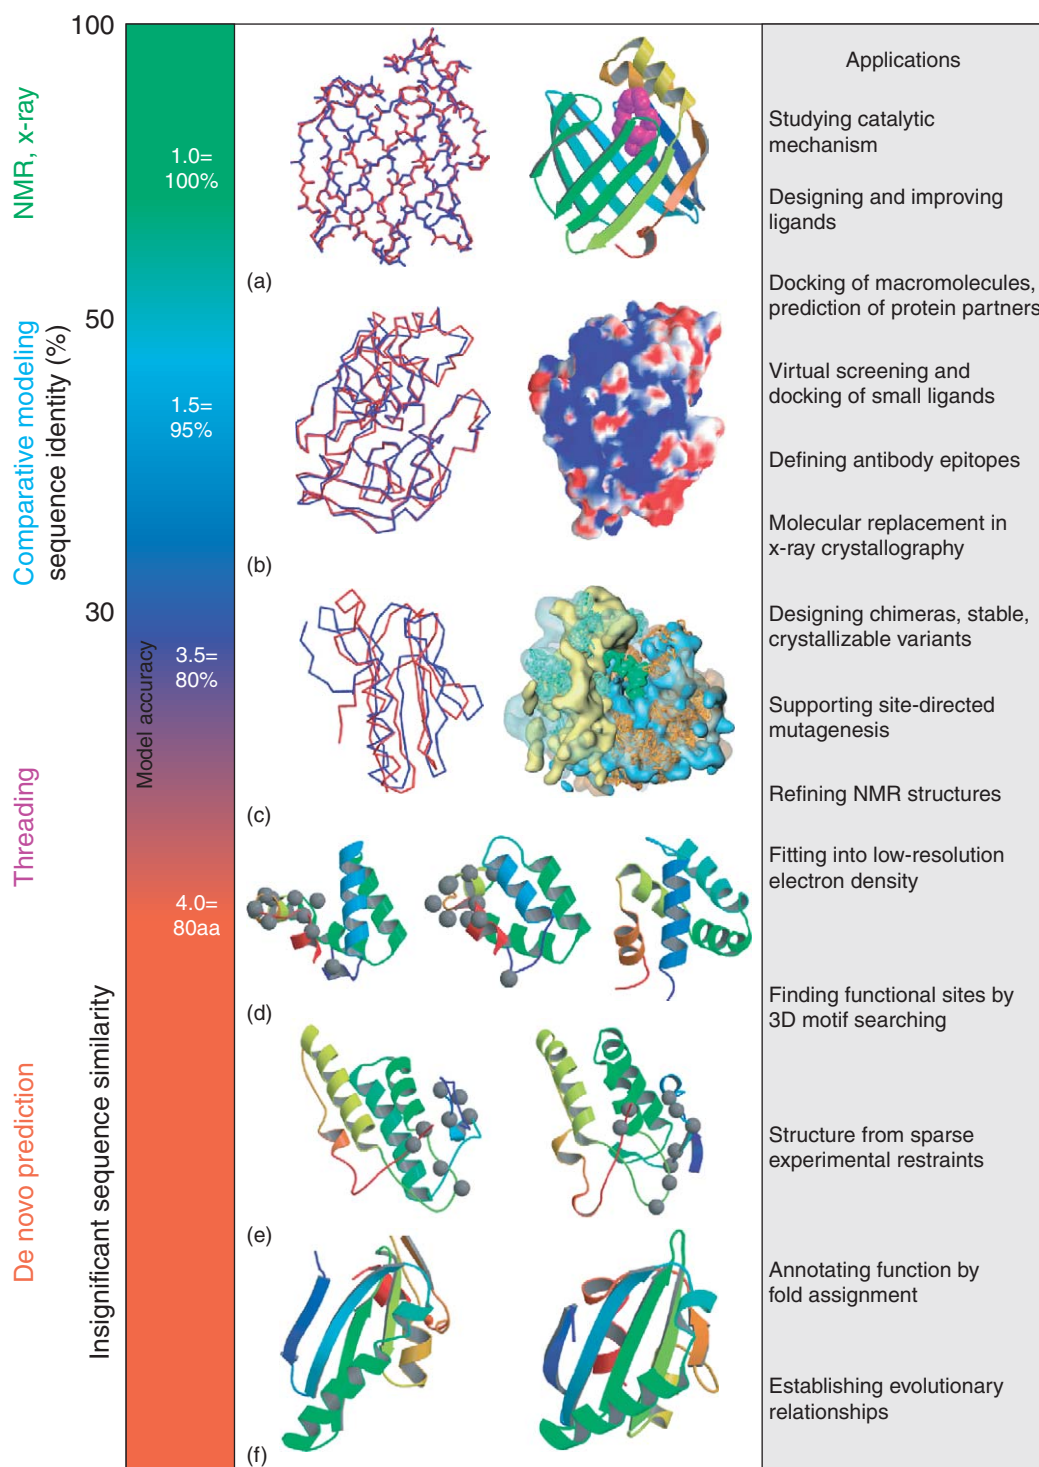 100
NMR, x-ray
1.0=
100%
(a)
50
Comparative modeling
sequence identity (%)
1.5=
95%
(b)
30
Model accuracy
3.5=
80%
(c)
Threading
4.0=
80aa
(d)
Insignificant sequence similarity
De novo prediction
(e)
(f)
Applications
Studying catalytic
mechanism
Designing and improving
ligands
Docking of macromolecules,
prediction of protein partners
Virtual screening and
docking of small ligands
Defining antibody epitopes
Molecular replacement in
x-ray crystallography
Designing chimeras, stable,
crystallizable variants
Supporting site-directed
mutagenesis
Refining NMR structures
Fitting into low-resolution
electron density
Finding functional sites by
3D motif searching
Structure from sparse
experimental restraints
Annotating function by
fold assignment
Establishing evolutionary
relationships